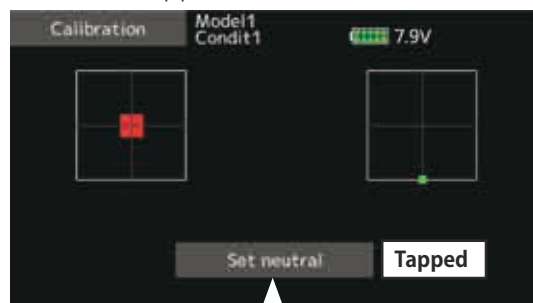 Calibration
Model1
Condit1
7.9V
Set neutral
Tapped